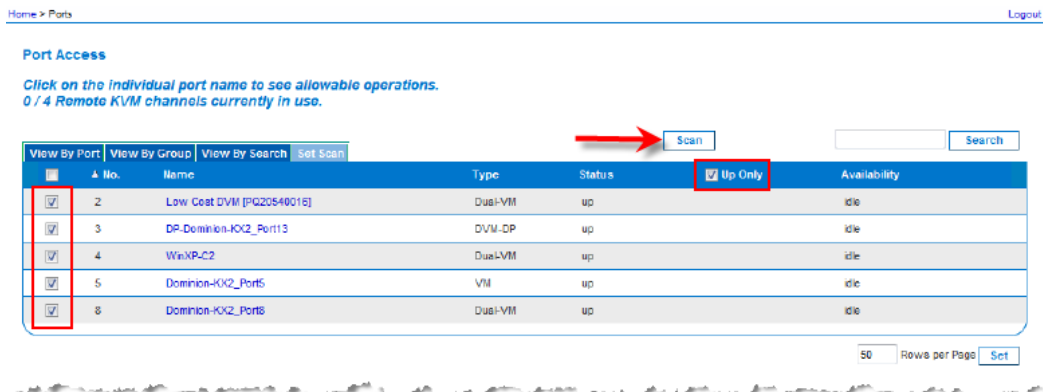 Home > Ports Logout
Port Access
Click on the individual port name to see allowable operations.
0 / 4 Remote KVM channels currently in use.
Scan Search
View By Port View By Group View By Search Set Scan
▲ No. Name Type Status Up Only Availability
2 Low Cost DVM [PQ20540016] Dual-VM up idle
3 DP-Dominion-KX2_Port13 DVM-DP up idle
4 WinXP-C2 Dual-VM up idle
5 Dominion-KX2_Port5 VM up idle
8 Dominion-KX2_Port8 Dual-VM up idle
50 Rows per Page Set